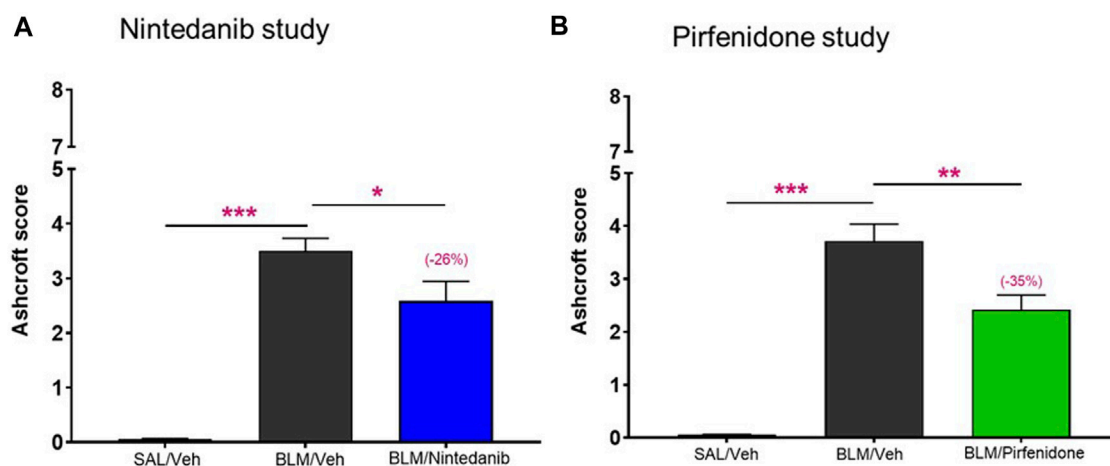 A
Nintedanib study
Ashcroft score
8
7
5
4
3
2
1
0
***
*
(-26%)
SAL/Veh
BLM/Veh
BLM/Nintedanib
B
Pirfenidone study
Ashcroft score
8
7
5
4
3
2
1
0
***
**
(-35%)
SAL/Veh
BLM/Veh
BLM/Pirfenidone